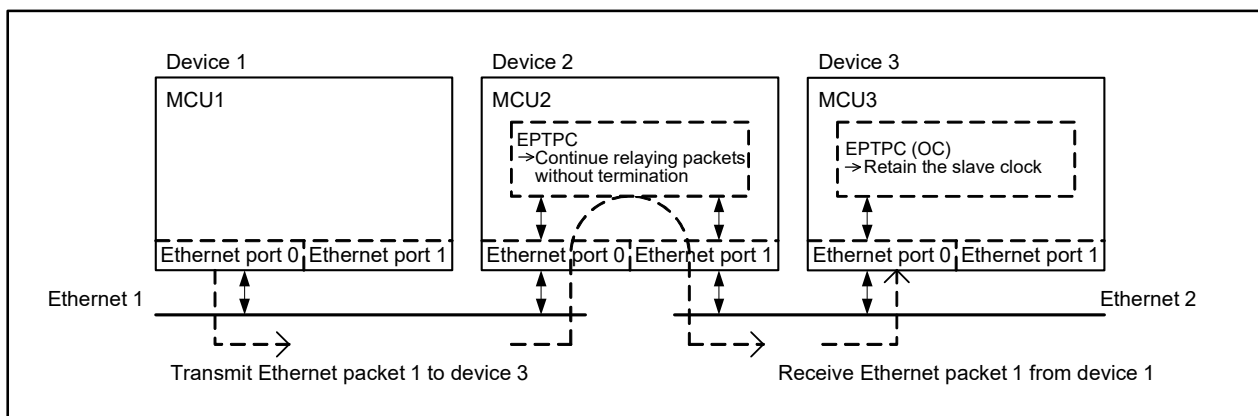 Device 1
Device 2
Device 3
MCU1
MCU2
MCU3
EPTPC
→Continue relaying packets
without termination
EPTPC (OC)
→Retain the slave clock
Ethernet port 0
Ethernet port 1
Ethernet port 0
Ethernet port 1
Ethernet port 0
Ethernet port 1
Ethernet 1
Ethernet 2
Transmit Ethernet packet 1 to device 3
Receive Ethernet packet 1 from device 1